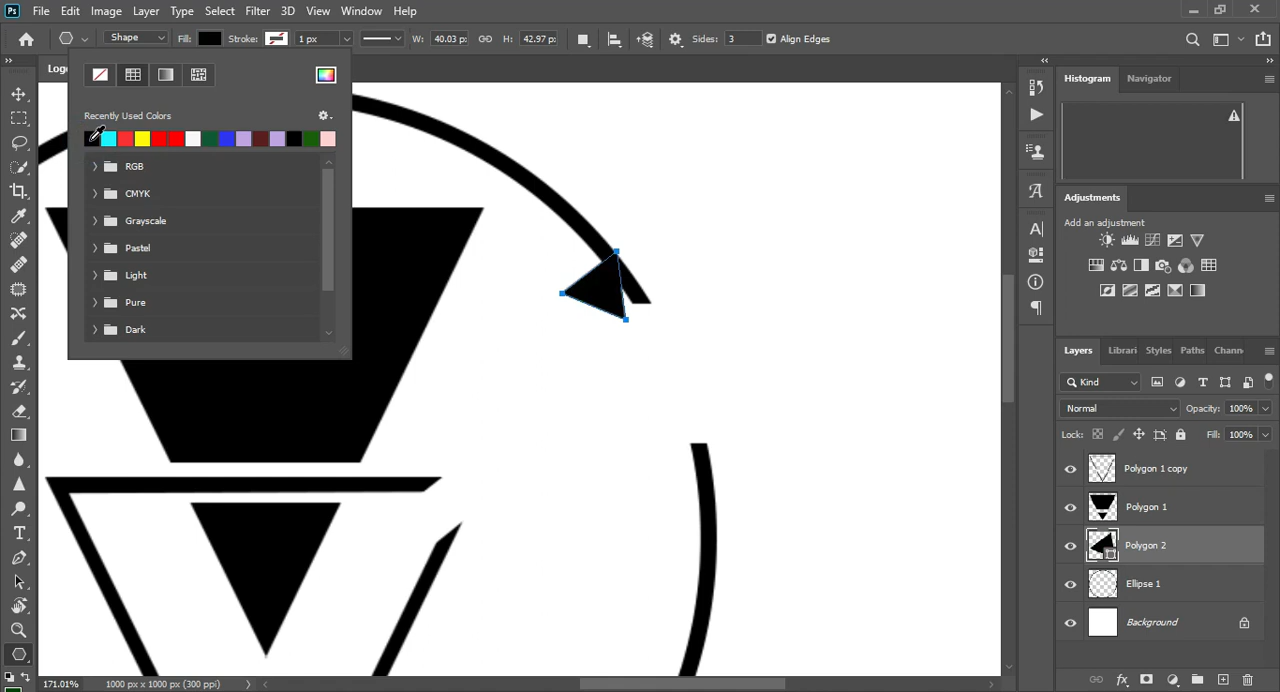 Ps File Edit Image Layer Type Select Filter 3D View Window Help
Shape Fill: Stroke: 1 px W: 40.03 px H: 42.97 px Sides: 3 Align Edges
Logo
Histogram Navigator
Recently Used Colors
RGB
CMYK
Grayscale
Pastel
Light
Pure
Dark
Adjustments
Add an adjustment
Layers Librari Styles Paths Chann
Kind
Normal Opacity: 100%
Lock: Fill: 100%
Polygon 1 copy
Polygon 1
Polygon 2
Ellipse 1
Background
171.01% 1000 px x 1000 px (300 ppi)